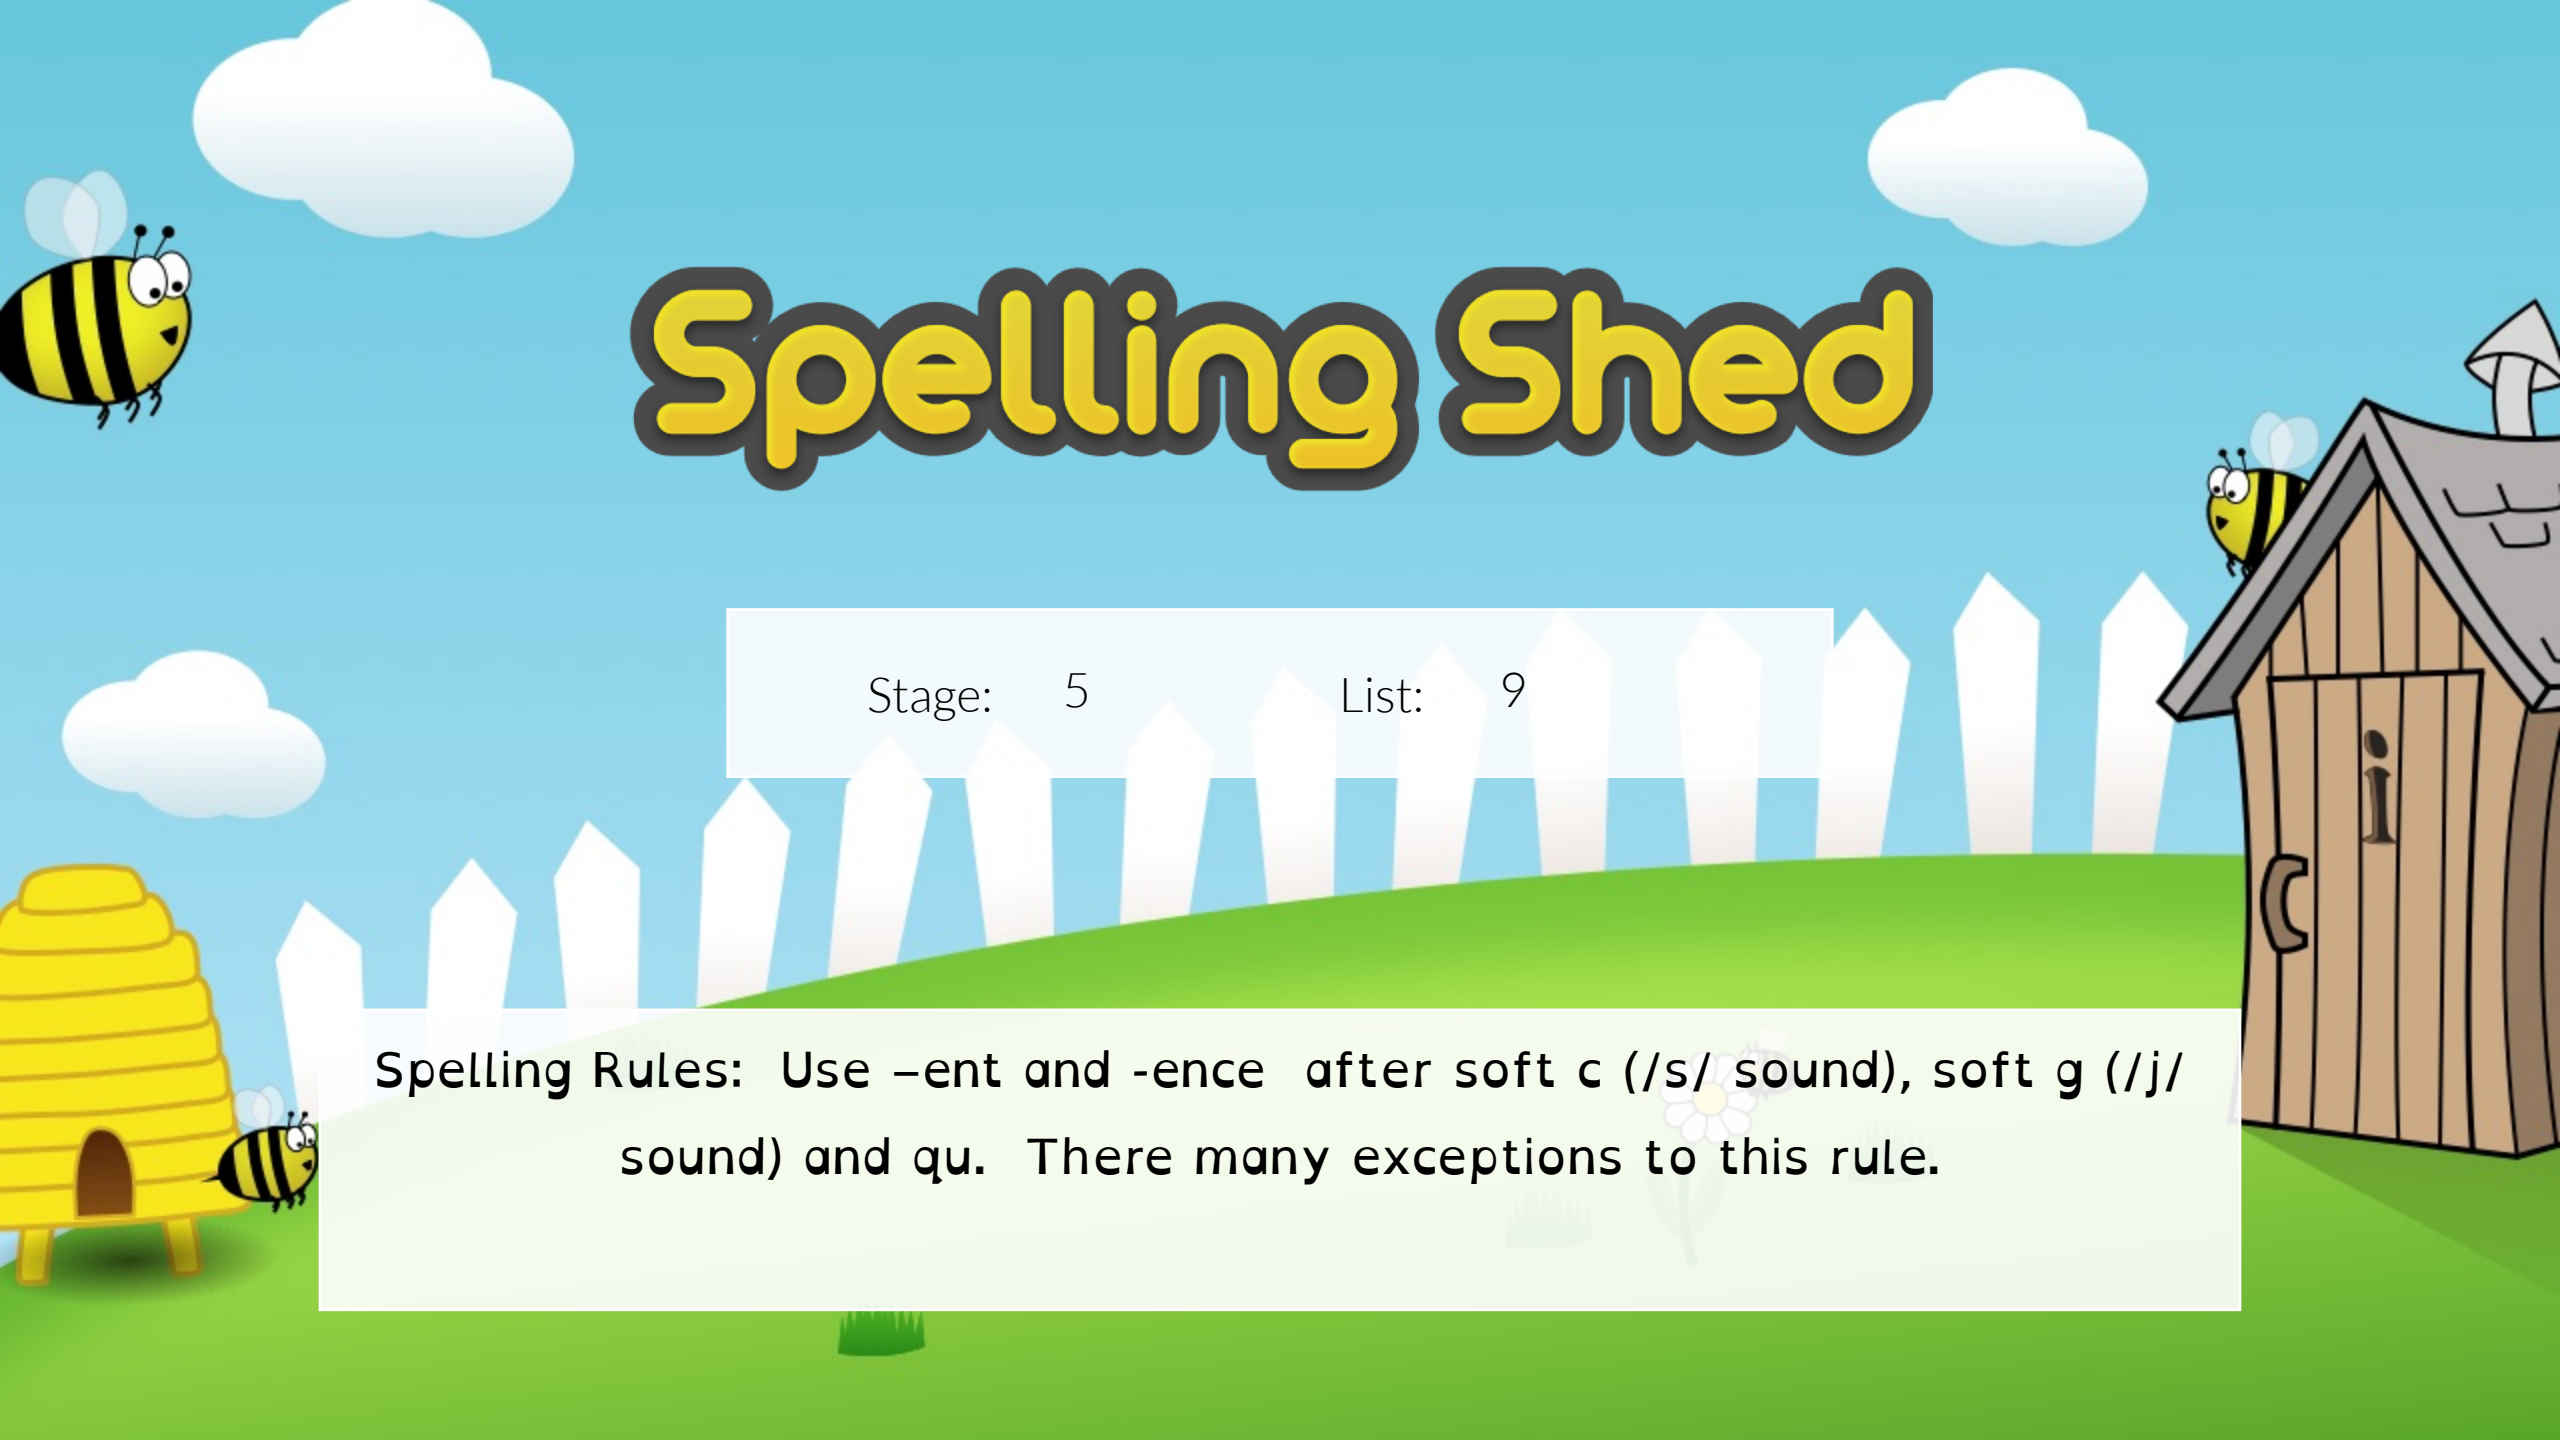 Spelling Shed
Stage: 5 List: 9
i
Spelling Rules: Use –ent and -ence after soft c (/s/ sound), soft g (/j/
sound) and qu. There many exceptions to this rule.